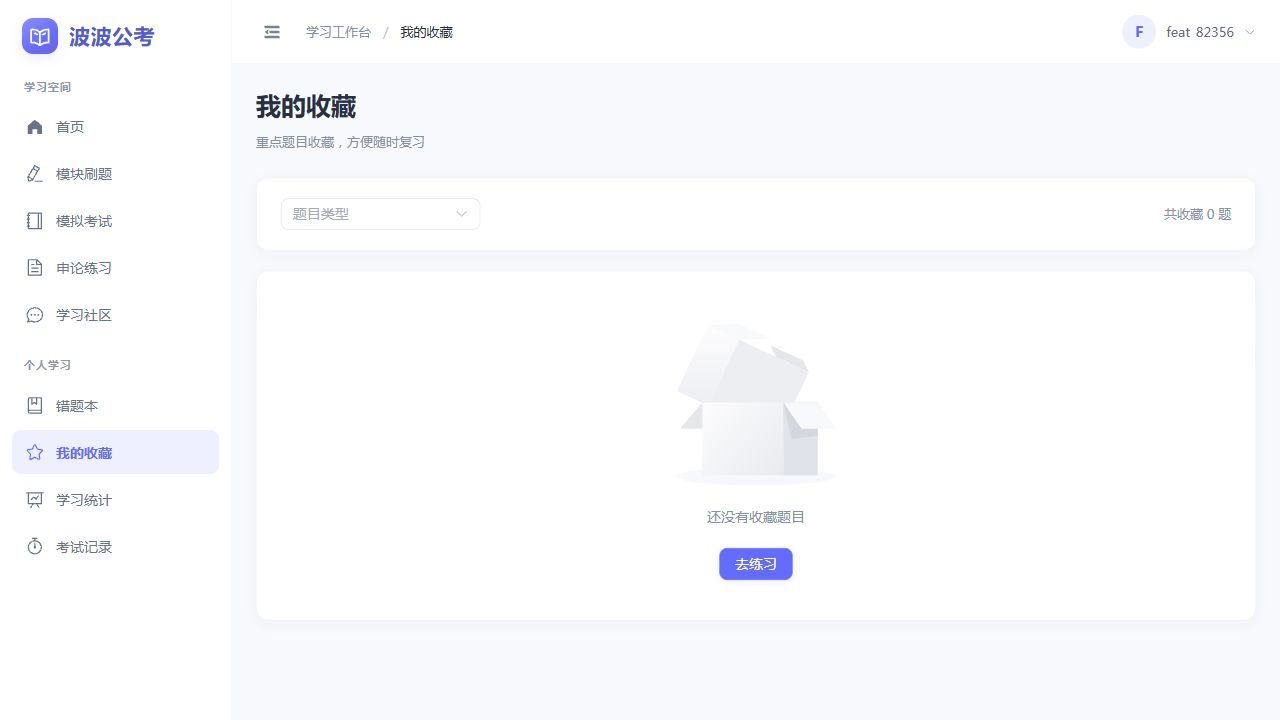 波波公考
学习空间
首页
模块刷题
模拟考试
申论练习
学习社区
个人学习
错题本
我的收藏
学习统计
考试记录
学习工作台 / 我的收藏
F feat 82356
我的收藏
重点题目收藏，方便随时复习
题目类型
共收藏 0 题
还没有收藏题目
去练习